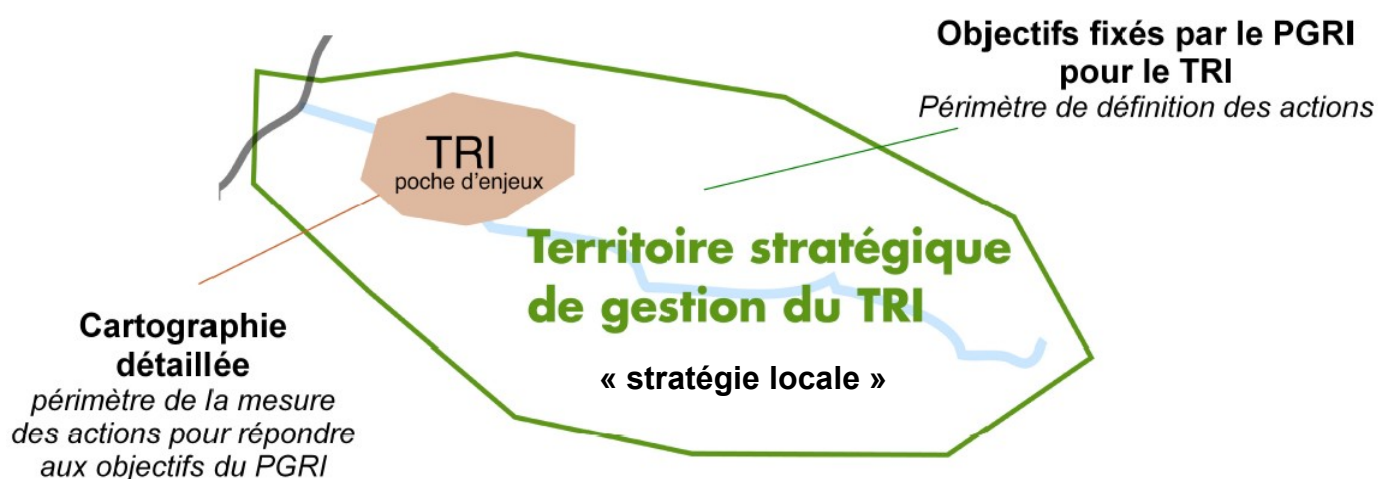 Objectifs fixés par le PGRI
pour le TRI
Périmètre de définition des actions
TRI
poche d'enjeux
Territoire stratégique
de gestion du TRI
« stratégie locale »
Cartographie
détaillée
périmètre de la mesure
des actions pour répondre
aux objectifs du PGRI